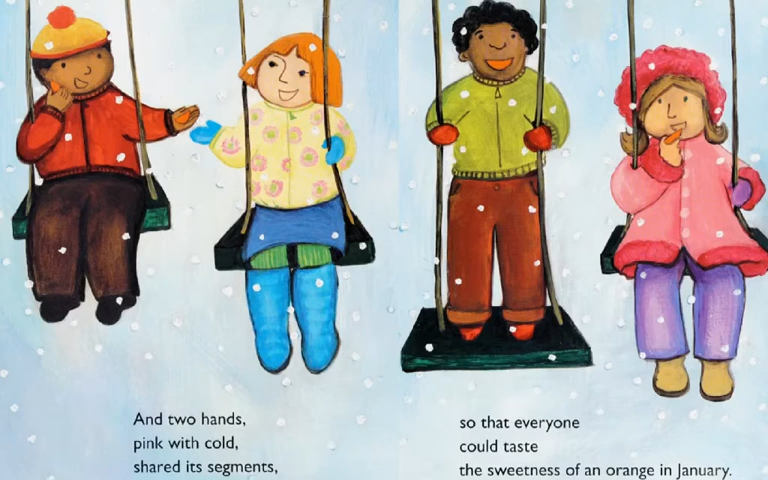 And two hands,
pink with cold,
shared its segments,
so that everyone
could taste
the sweetness of an orange in January.